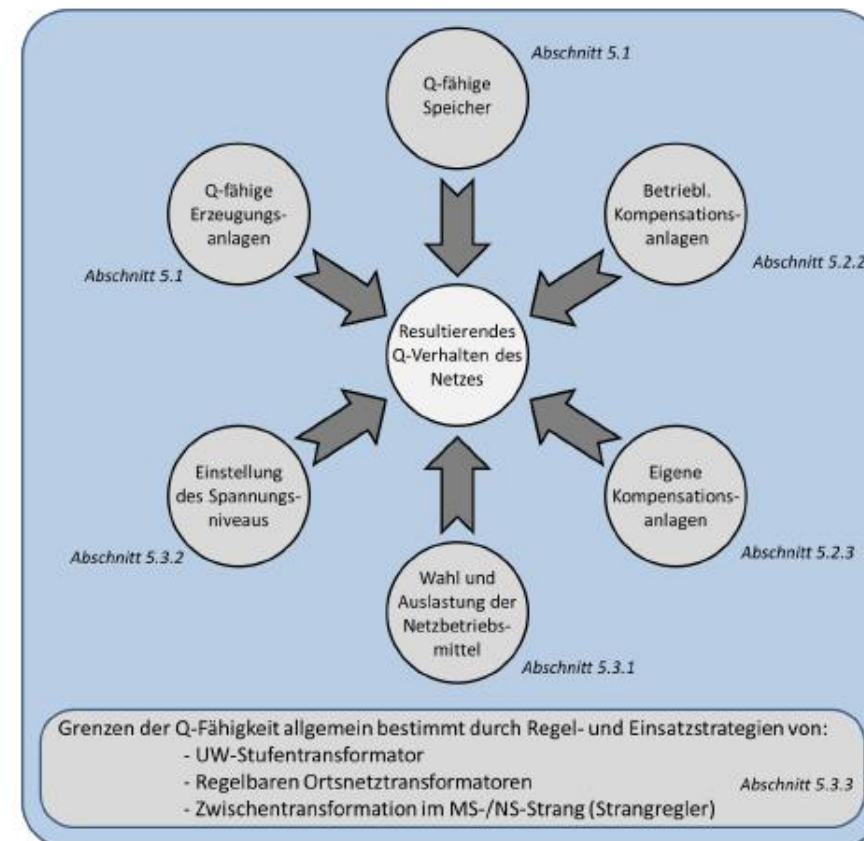 Abschnitt 5.1
Q-fähige
Speicher
Q-fähige
Erzeugungs-
anlagen
Abschnitt 5.1
Betriebl.
Kompensations-
anlagen
Abschnitt 5.2.2
Resultierendes
Q-Verhalten des
Netzes
Einstellung
des Spannungs-
niveaus
Abschnitt 5.3.2
Eigene
Kompensations-
anlagen
Abschnitt 5.2.3
Wahl und
Auslastung der
Netzbetriebs-
mittel
Abschnitt 5.3.1
Grenzen der Q-Fähigkeit allgemein bestimmt durch Regel- und Einsatzstrategien von:
- UW-Stufentransformator
- Regelbaren Ortsnetztransformatoren
- Zwischentransformation im MS-/NS-Strang (Strangregler)
Abschnitt 5.3.3